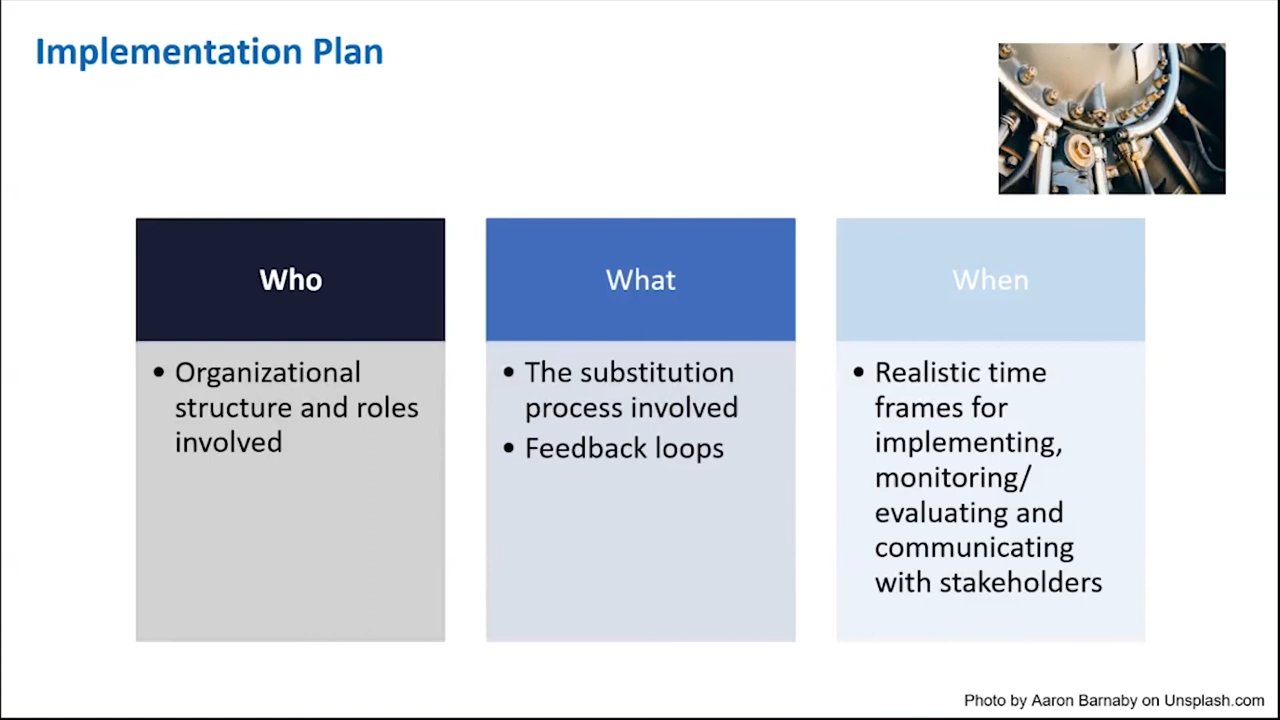 Implementation Plan
Who
• Organizational
structure and roles
involved
What
• The substitution
process involved
• Feedback loops
When
• Realistic time
frames for
implementing,
monitoring/
evaluating and
communicating
with stakeholders
Photo by Aaron Barnaby on Unsplash.com